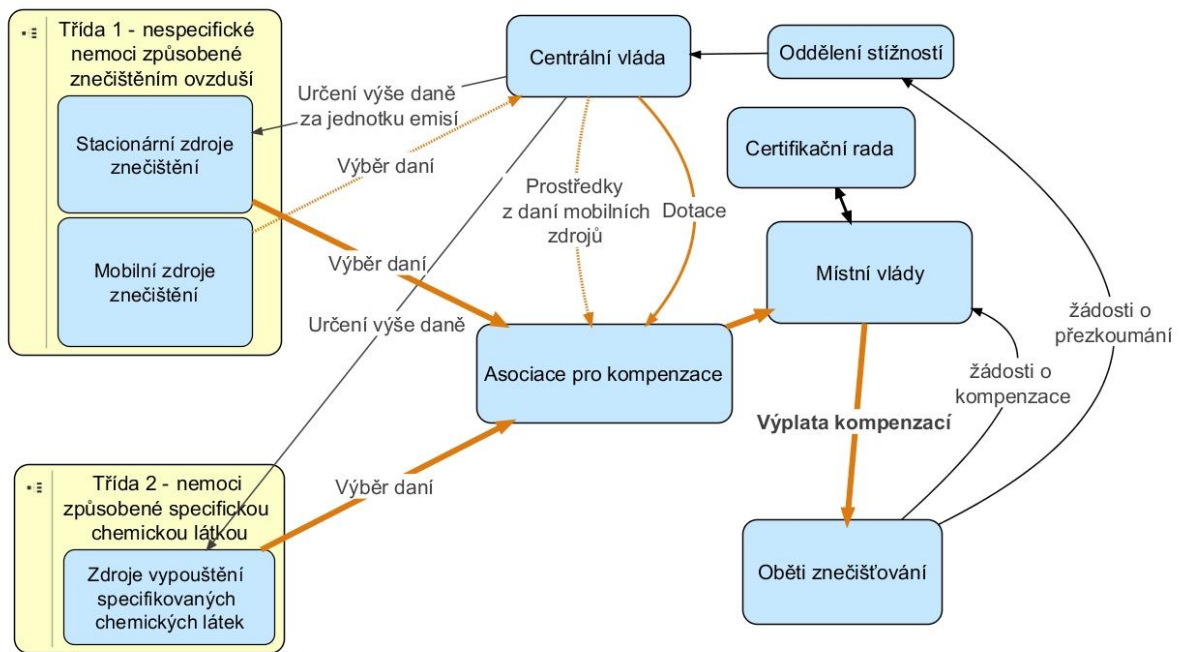 Třída 1 - nespecifické
nemoci způsobené
znečištěním ovzduší
Stacionární zdroje
znečištění
Mobilní zdroje
znečištění
Určení výše daně
za jednotku emisí
Výběr daní
Centrální vláda
Oddělení stížností
Certifikační rada
Prostředky
z daní mobilních
zdrojů
Dotace
Místní vlády
Výběr daní
Určení výše daně
Asociace pro kompenzace
žádosti o
přezkoumání
žádosti o
kompenzace
Výplata kompenzací
Třída 2 - nemoci
způsobené specifickou
chemickou látkou
Výběr daní
Zdroje vypouštění
specifikovaných
chemických látek
Oběti znečišťování